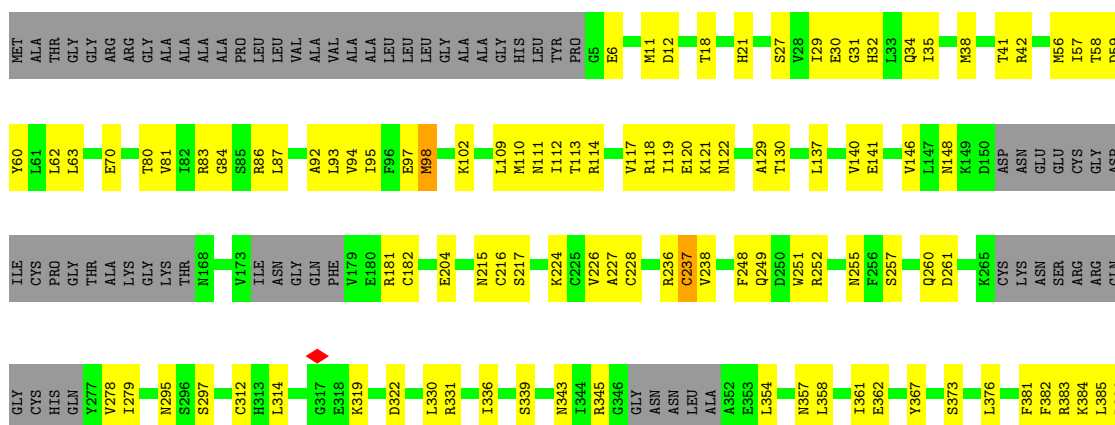 MET ALA THR GLY GLY ARG ARG GLY ALA ALA ALA ALA PRO LEU LEU VAL ALA VAL ALA ALA LEU LEU LEU GLY ALA ALA GLY HIS LEU TYR PRO G5 E6 M11 D12 T18 H21 S27 V28 I29 E30 G31 H32 L33 Q34 I35 M38 T41 R42 M56 I57 T58 D59
Y60 L61 L62 L63 E70 T80 V81 I82 R83 G84 S85 R86 L87 A92 L93 V94 I95 F96 E97 M98 K102 L109 M110 N111 I112 T113 R114 V117 R118 I119 E120 K121 N122 A129 T130 L137 V140 E141 V146 L147 N148 K149 D150 ASP ASN GLU GLU CYS GLY ASP
ILE CYS PRO GLY THR ALA LYS GLY LYS THR N168 V173 ILE ASN GLY GLN PHE V179 E180 R181 C182 E204 N215 C216 S217 K224 C225 V226 A227 C228 R236 C237 V238 F248 Q249 D250 W251 R252 N255 F256 S257 Q260 D261 K265 CYS LYS ASN SER ARG ARG GLN
GLY CYS HIS GLN Y277 V278 I279 N295 S296 S297 C312 H313 L314 G317 E318 K319 D322 L330 R331 I336 S339 N343 I344 R345 G346 GLY ASN ASN LEU ALA A352 E353 L354 N357 L358 I361 E362 Y367 S373 L376 F381 F382 R383 K384 L385